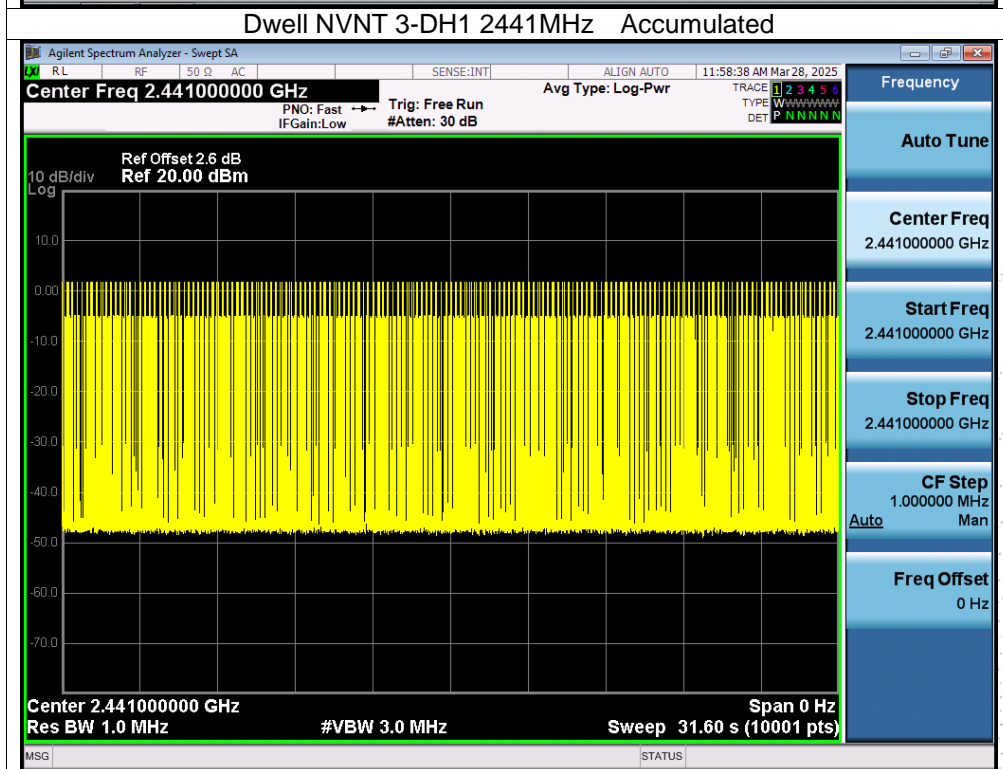 Dwell NVNT 3-DH1 2441MHz Accumulated
Agilent Spectrum Analyzer - Swept SA
LXI RL RF 50 Ω AC SENSE:INT ALIGN AUTO 11:58:38 AM Mar 28, 2025
Center Freq 2.441000000 GHz
PNO: Fast
IFGain:Low
Trig: Free Run
#Atten: 30 dB
Avg Type: Log-Pwr
TRACE 1 2 3 4 5 6
TYPE WWWWWWW
DET P N N N N N
Frequency
Auto Tune
Center Freq
2.441000000 GHz
Start Freq
2.441000000 GHz
Stop Freq
2.441000000 GHz
CF Step
1.000000 MHz
Auto Man
Freq Offset
0 Hz
Ref Offset 2.6 dB
10 dB/div Ref 20.00 dBm
Log
10.0
0.00
-10.0
-20.0
-30.0
-40.0
-50.0
-60.0
-70.0
Center 2.441000000 GHz Span 0 Hz
Res BW 1.0 MHz #VBW 3.0 MHz Sweep 31.60 s (10001 pts)
MSG STATUS